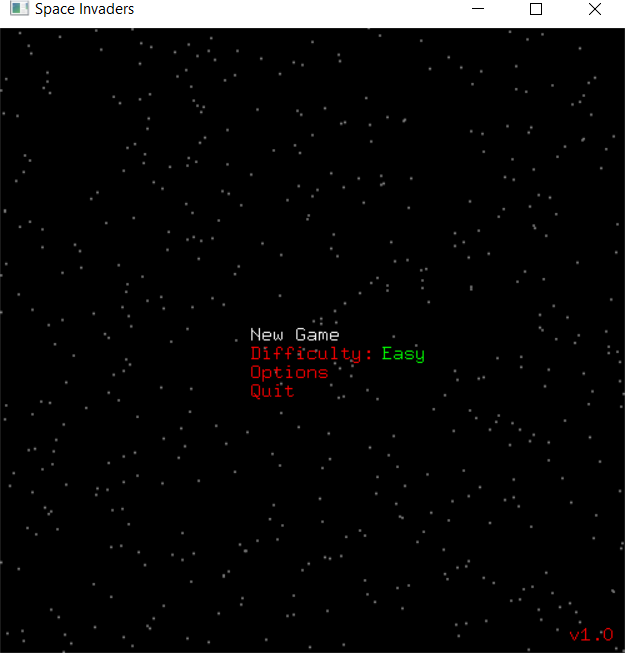 Space Invaders
New Game
Difficulty: Easy
Options
Quit
v1.0